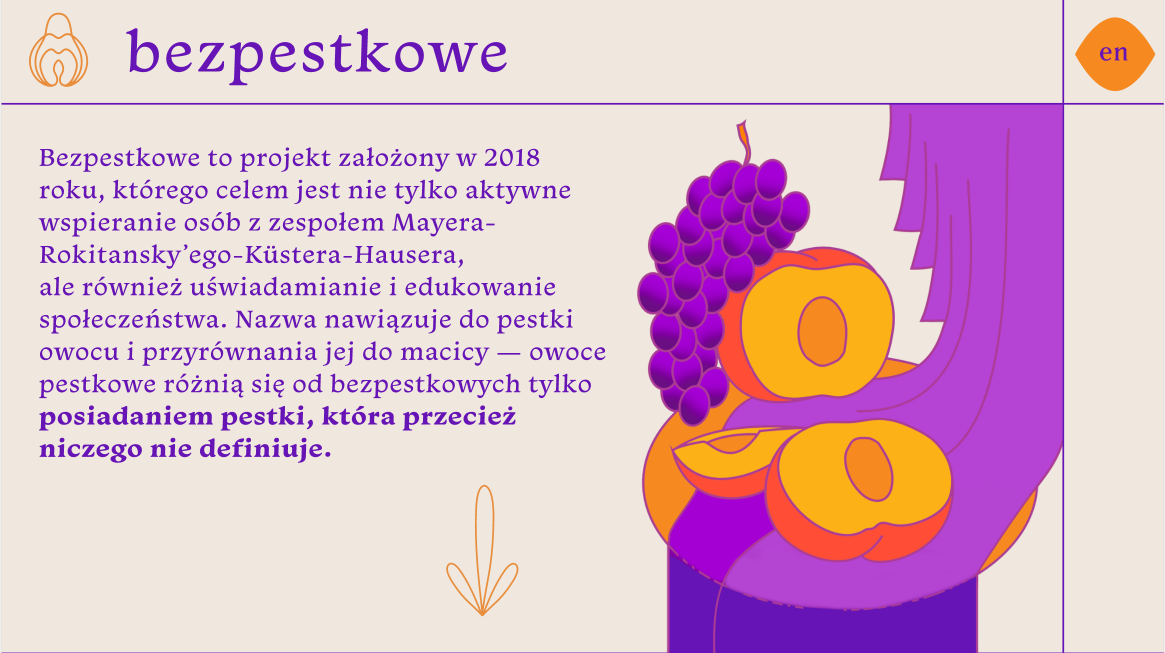 bezpestkowe
en
Bezpestkowe to projekt założony w 2018
roku, którego celem jest nie tylko aktywne
wspieranie osób z zespołem Mayera-
Rokitansky’ego-Küstera-Hausera,
ale również uświadamianie i edukowanie
społeczeństwa. Nazwa nawiązuje do pestki
owocu i przyrównania jej do macicy — owoce
pestkowe różnią się od bezpestkowych tylko
posiadaniem pestki, która przecież
niczego nie definiuje.